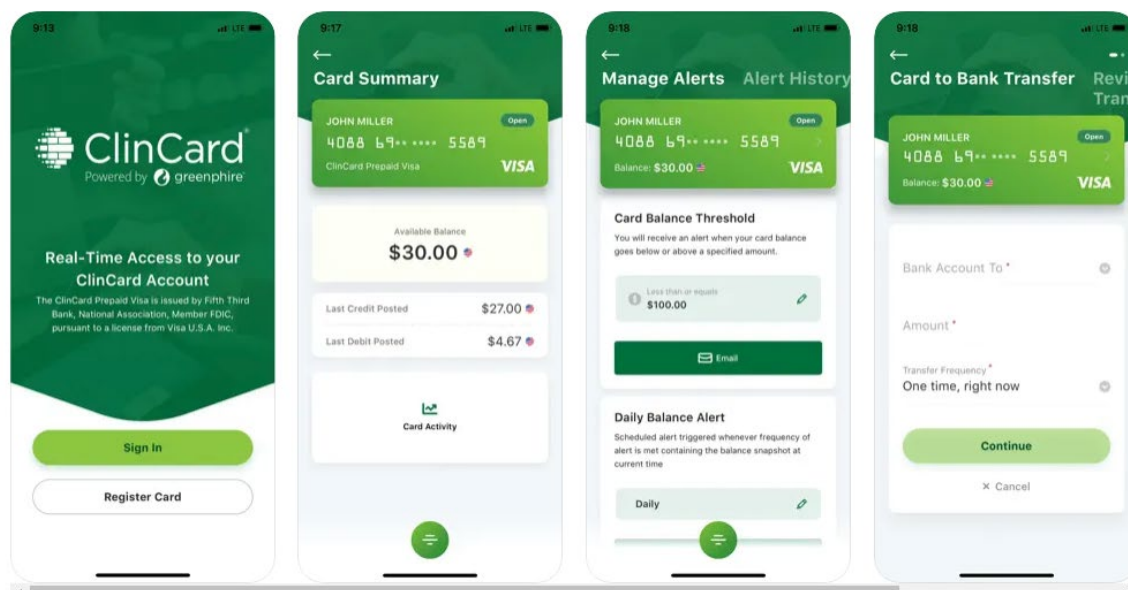 9:13
LTE
ClinCard®
Powered by greenphire
Real-Time Access to your
ClinCard Account
The ClinCard Prepaid Visa is issued by Fifth Third
Bank, National Association, Member FDIC,
pursuant to a license from Visa U.S.A. Inc.
Sign In
Register Card
9:17
LTE
←
Card Summary
JOHN MILLER
Open
4088 69•• •••• 5589
ClinCard Prepaid Visa
VISA
Available Balance
$30.00
Last Credit Posted
$27.00
Last Debit Posted
$4.67
Card Activity
9:18
LTE
←
Manage Alerts Alert History
JOHN MILLER
Open
4088 69•• •••• 5589
Balance: $30.00
VISA
Card Balance Threshold
You will receive an alert when your card balance
goes below or above a specified amount.
Less than or equals
$100.00
Email
Daily Balance Alert
Scheduled alert triggered whenever frequency of
alert is met containing the balance snapshot at
current time
Daily
9:18
LTE
←
Card to Bank Transfer Revi
Tran
JOHN MILLER
Open
4088 69•• •••• 5589
Balance: $30.00
VISA
Bank Account To *
Amount *
Transfer Frequency *
One time, right now
Continue
× Cancel